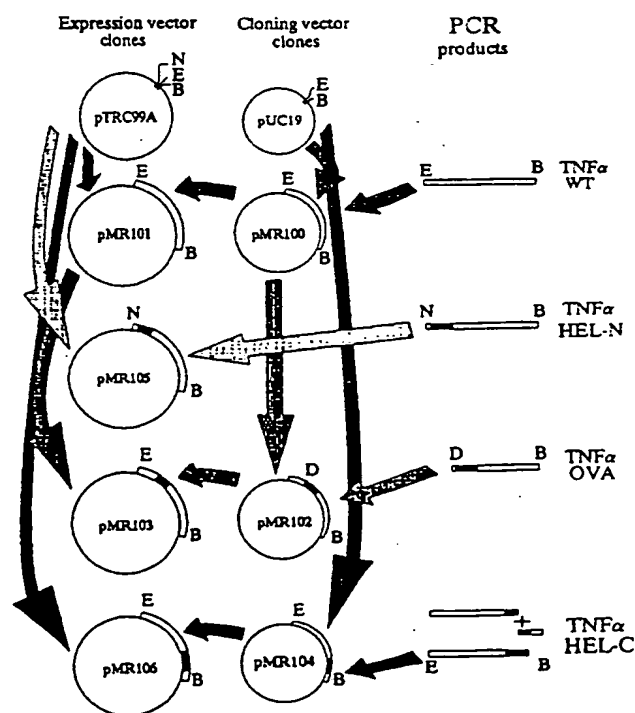 Expression vector
clones
Cloning vector
clones
PCR
products
N
E
B
pTRC99A
E
B
pUC19
E
pMR101
B
E
pMR100
B
E
B
TNFα
WT
N
pMR105
B
N
B
TNFα
HEL-N
E
pMR103
B
D
pMR102
B
D
B
TNFα
OVA
E
pMR106
B
E
pMR104
B
+
E
B
TNFα
HEL-C